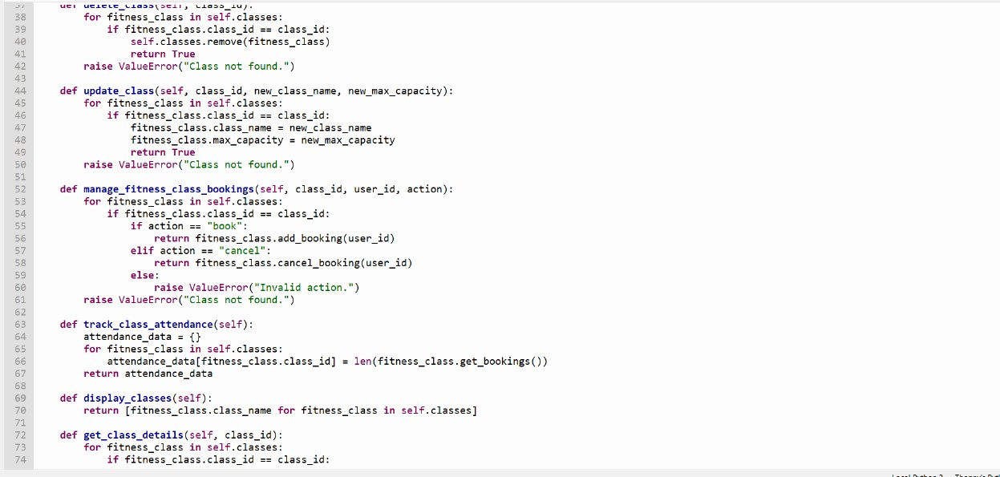 37 def delete_class(self, class_id):
38 for fitness_class in self.classes:
39 if fitness_class.class_id == class_id:
40 self.classes.remove(fitness_class)
41 return True
42 raise ValueError("Class not found.")
43
44 def update_class(self, class_id, new_class_name, new_max_capacity):
45 for fitness_class in self.classes:
46 if fitness_class.class_id == class_id:
47 fitness_class.class_name = new_class_name
48 fitness_class.max_capacity = new_max_capacity
49 return True
50 raise ValueError("Class not found.")
51
52 def manage_fitness_class_bookings(self, class_id, user_id, action):
53 for fitness_class in self.classes:
54 if fitness_class.class_id == class_id:
55 if action == "book":
56 return fitness_class.add_booking(user_id)
57 elif action == "cancel":
58 return fitness_class.cancel_booking(user_id)
59 else:
60 raise ValueError("Invalid action.")
61 raise ValueError("Class not found.")
62
63 def track_class_attendance(self):
64 attendance_data = {}
65 for fitness_class in self.classes:
66 attendance_data[fitness_class.class_id] = len(fitness_class.get_bookings())
67 return attendance_data
68
69 def display_classes(self):
70 return [fitness_class.class_name for fitness_class in self.classes]
71
72 def get_class_details(self, class_id):
73 for fitness_class in self.classes:
74 if fitness_class.class_id == class_id: